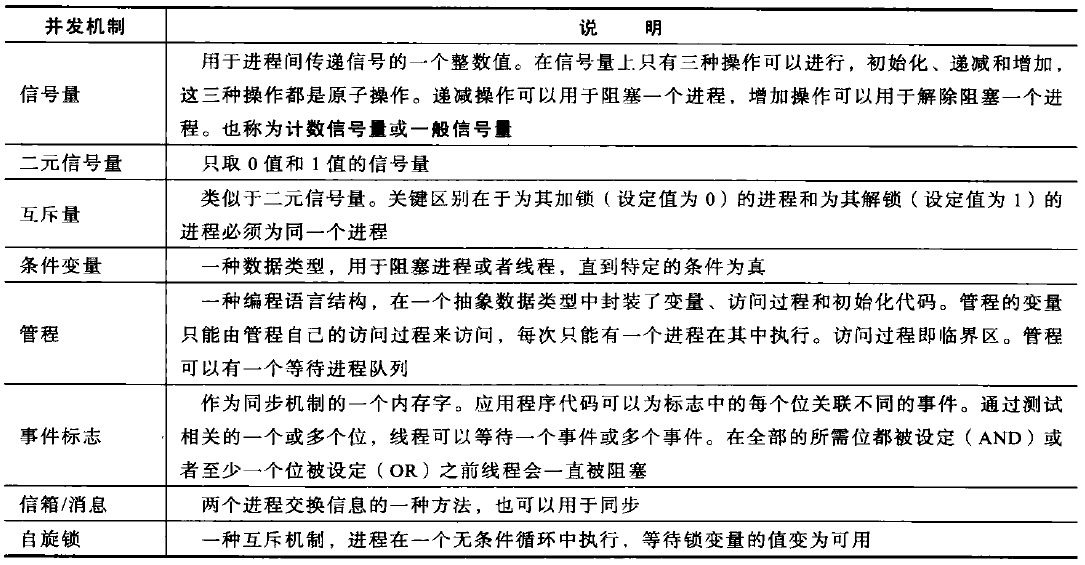 并发机制 说 明
信号量 用于进程间传递信号的一个整数值。在信号量上只有三种操作可以进行，初始化、递减和增加，
这三种操作都是原子操作。递减操作可以用于阻塞一个进程，增加操作可以用于解除阻塞一个进
程。也称为计数信号量或一般信号量
二元信号量 只取 0 值和 1 值的信号量
互斥量 类似于二元信号量。关键区别在于为其加锁（设定值为 0）的进程和为其解锁（设定值为 1）的
进程必须为同一个进程
条件变量 一种数据类型，用于阻塞进程或者线程，直到特定的条件为真
管程 一种编程语言结构，在一个抽象数据类型中封装了变量、访问过程和初始化代码。管程的变量
只能由管程自己的访问过程来访问，每次只能有一个进程在其中执行。访问过程即临界区。管程
可以有一个等待进程队列
事件标志 作为同步机制的一个内存字。应用程序代码可以为标志中的每个位关联不同的事件。通过测试
相关的一个或多个位，线程可以等待一个事件或多个事件。在全部的所需位都被设定（AND）或
者至少一个位被设定（OR）之前线程会一直被阻塞
信箱/消息 两个进程交换信息的一种方法，也可以用于同步
自旋锁 一种互斥机制，进程在一个无条件循环中执行，等待锁变量的值变为可用